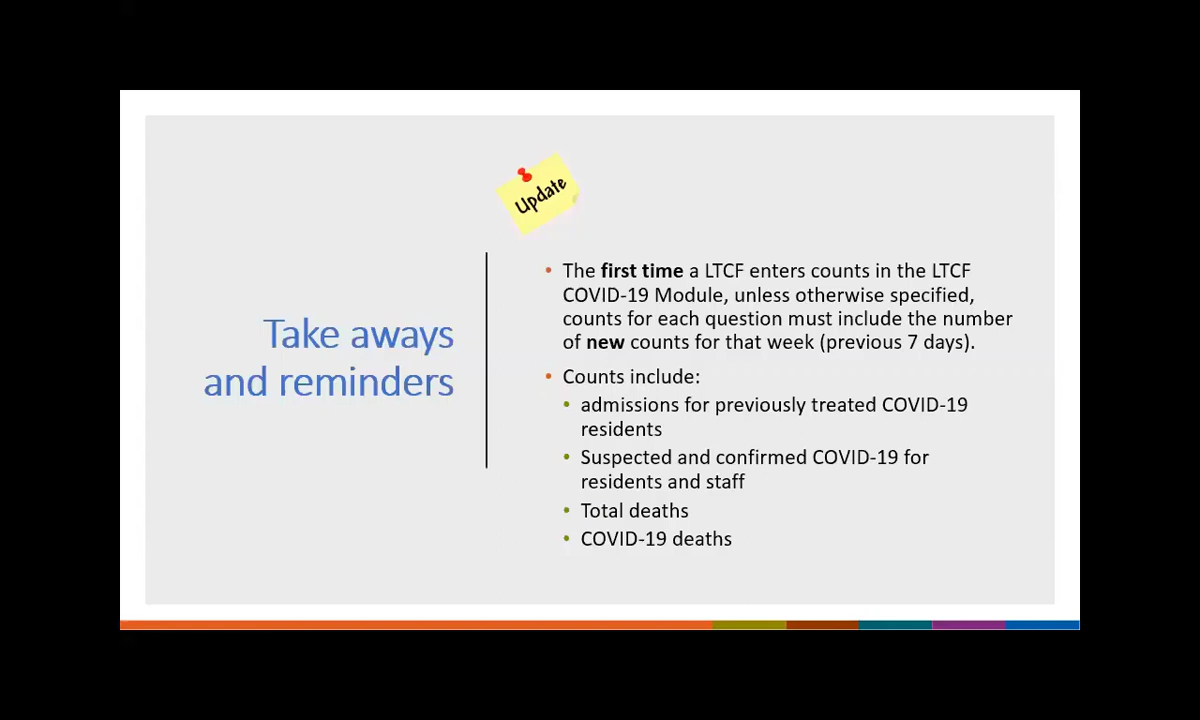 Update
Take aways
and reminders
• The first time a LTCF enters counts in the LTCF
COVID-19 Module, unless otherwise specified,
counts for each question must include the number
of new counts for that week (previous 7 days).
• Counts include:
• admissions for previously treated COVID-19
residents
• Suspected and confirmed COVID-19 for
residents and staff
• Total deaths
• COVID-19 deaths